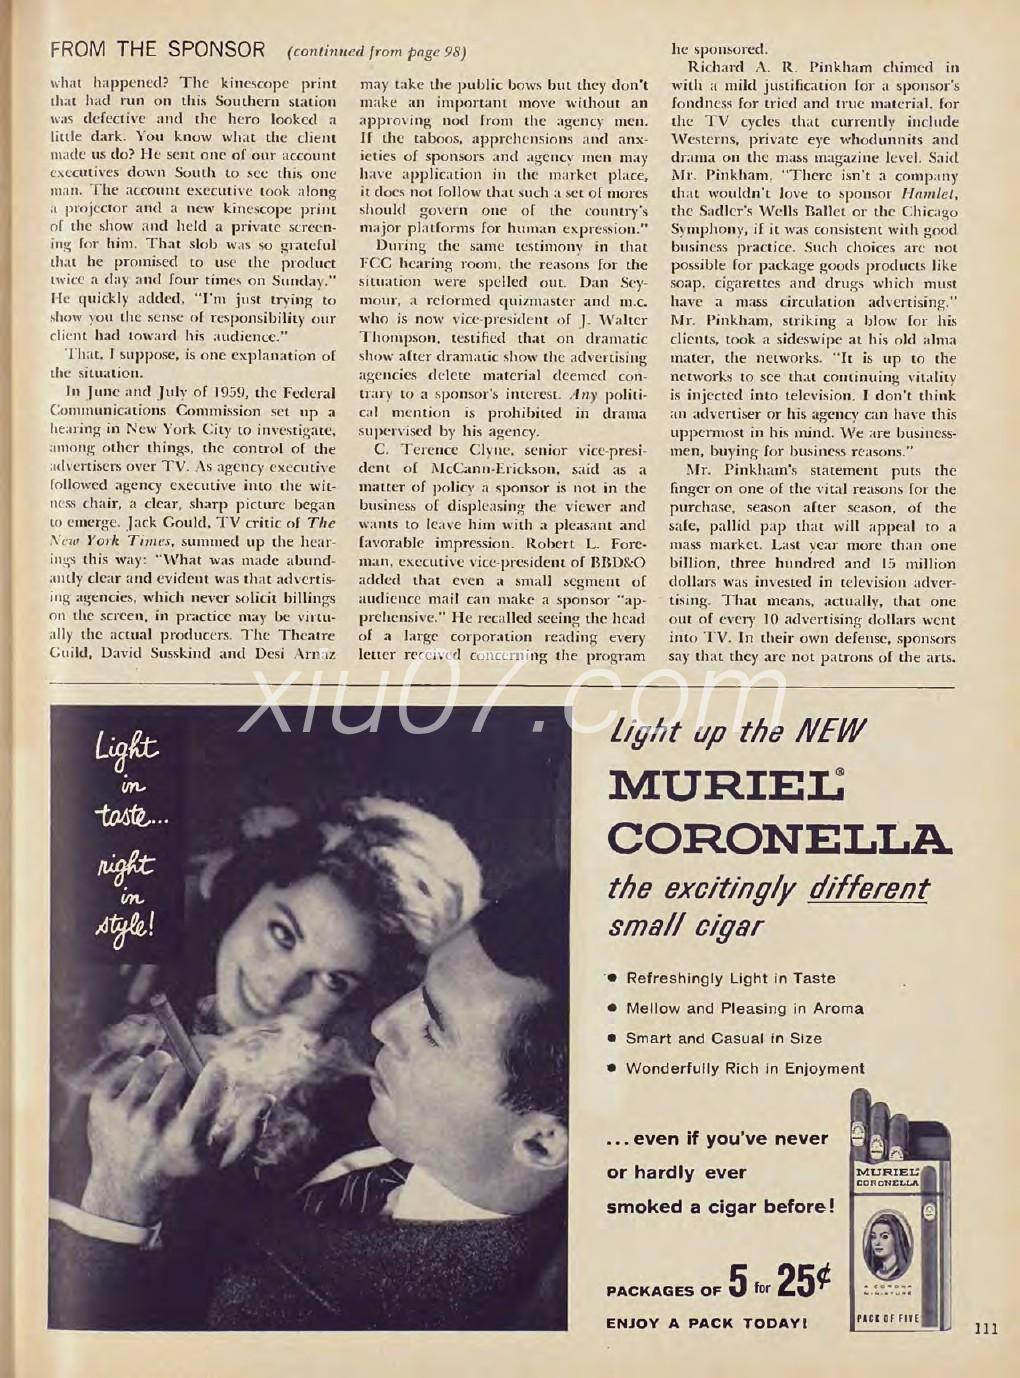 FROM THE SPONSOR (continued from page 98)
what happened? The kinescope print
that had run on this Southern station
was defective and the hero looked a
little dark. You know what the client
made us do? He sent one of our account
executives down South to see this one
man. The account executive took along
a projector and a new kinescope print
of the show and held a private screen-
ing for him. That slob was so grateful
that he promised to use the product
twice a day and four times on Sunday."
He quickly added, "I'm just trying to
show you the sense of responsibility our
client had toward his audience."
That, I suppose, is one explanation of
the situation.
In June and July of 1959, the Federal
Communications Commission set up a
hearing in New York City to investigate,
among other things, the control of the
advertisers over TV. As agency executive
followed agency executive into the wit-
ness chair, a clear, sharp picture began
to emerge. Jack Gould, TV critic of The
New York Times, summed up the hear-
ings this way: "What was made abund-
antly clear and evident was that advertis-
ing agencies, which never solicit billings
on the screen, in practice may be virtu-
ally the actual producers. The Theatre
Guild, David Susskind and Desi Arnaz
may take the public bows but they don't
make an important move without an
approving nod from the agency men.
If the taboos, apprehensions and anx-
ieties of sponsors and agency men may
have application in the market place,
it does not follow that such a set of mores
should govern one of the country's
major platforms for human expression."
During the same testimony in that
FCC hearing room, the reasons for the
situation were spelled out. Dan Sey-
mour, a reformed quizmaster and m.c.
who is now vice-president of J. Walter
Thompson, testified that on dramatic
show after dramatic show the advertising
agencies delete material deemed con-
trary to a sponsor's interest. Any politi-
cal mention is prohibited in drama
supervised by his agency.
C. Terence Clyne, senior vice-presi-
dent of McCann-Erickson, said as a
matter of policy a sponsor is not in the
business of displeasing the viewer and
wants to leave him with a pleasant and
favorable impression. Robert L. Fore-
man, executive vice-president of BBD&O
added that even a small segment of
audience mail can make a sponsor "ap-
prehensive." He recalled seeing the head
of a large corporation reading every
letter received concerning the program
he sponsored.
Richard A. R. Pinkham chimed in
with a mild justification for a sponsor's
fondness for tried and true material, for
the TV cycles that currently include
Westerns, private eye whodunnits and
drama on the mass magazine level. Said
Mr. Pinkham, "There isn't a company
that wouldn't love to sponsor Hamlet,
the Sadler's Wells Ballet or the Chicago
Symphony, if it was consistent with good
business practice. Such choices are not
possible for package goods products like
soap, cigarettes and drugs which must
have a mass circulation advertising."
Mr. Pinkham, striking a blow for his
clients, took a sideswipe at his old alma
mater, the networks. "It is up to the
networks to see that continuing vitality
is injected into television. I don't think
an advertiser or his agency can have this
uppermost in his mind. We are business-
men, buying for business reasons."
Mr. Pinkham's statement puts the
finger on one of the vital reasons for the
purchase, season after season, of the
safe, pallid pap that will appeal to a
mass market. Last year more than one
billion, three hundred and 15 million
dollars was invested in television adver-
tising. That means, actually, that one
out of every 10 advertising dollars went
into TV. In their own defense, sponsors
say that they are not patrons of the arts.
xiu07.com
Light
in
taste...
right
in
style!
Light up the NEW
MURIEL®
CORONELLA
the excitingly different
small cigar
• Refreshingly Light in Taste
• Mellow and Pleasing in Aroma
• Smart and Casual in Size
• Wonderfully Rich in Enjoyment
...even if you've never
or hardly ever
smoked a cigar before!
PACKAGES OF 5 for 25¢
ENJOY A PACK TODAY!
MURIEL
CORONELLA
A CORONA
MINIATURE
PACK OF FIVE
111